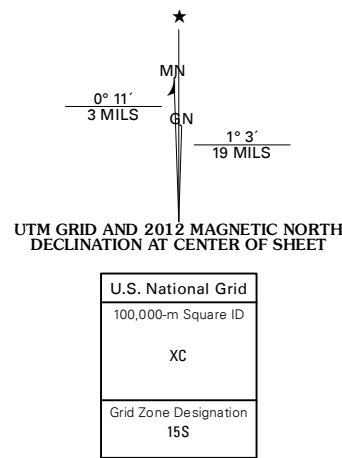 ★
MN
0° 11´
3 MILS
GN
1° 3´
19 MILS
UTM GRID AND 2012 MAGNETIC NORTH
DECLINATION AT CENTER OF SHEET
U.S. National Grid
100,000-m Square ID
XC
Grid Zone Designation
15S